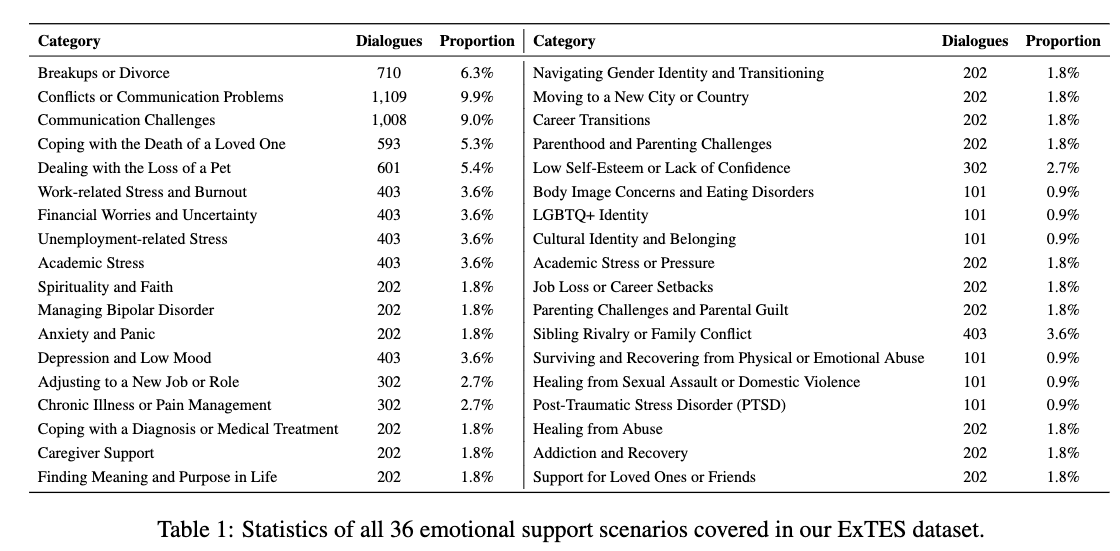 Category Dialogues Proportion Category Dialogues Proportion
Breakups or Divorce 710 6.3% Navigating Gender Identity and Transitioning 202 1.8%
Conflicts or Communication Problems 1,109 9.9% Moving to a New City or Country 202 1.8%
Communication Challenges 1,008 9.0% Career Transitions 202 1.8%
Coping with the Death of a Loved One 593 5.3% Parenthood and Parenting Challenges 202 1.8%
Dealing with the Loss of a Pet 601 5.4% Low Self-Esteem or Lack of Confidence 302 2.7%
Work-related Stress and Burnout 403 3.6% Body Image Concerns and Eating Disorders 101 0.9%
Financial Worries and Uncertainty 403 3.6% LGBTQ+ Identity 101 0.9%
Unemployment-related Stress 403 3.6% Cultural Identity and Belonging 101 0.9%
Academic Stress 403 3.6% Academic Stress or Pressure 202 1.8%
Spirituality and Faith 202 1.8% Job Loss or Career Setbacks 202 1.8%
Managing Bipolar Disorder 202 1.8% Parenting Challenges and Parental Guilt 202 1.8%
Anxiety and Panic 202 1.8% Sibling Rivalry or Family Conflict 403 3.6%
Depression and Low Mood 403 3.6% Surviving and Recovering from Physical or Emotional Abuse 101 0.9%
Adjusting to a New Job or Role 302 2.7% Healing from Sexual Assault or Domestic Violence 101 0.9%
Chronic Illness or Pain Management 302 2.7% Post-Traumatic Stress Disorder (PTSD) 101 0.9%
Coping with a Diagnosis or Medical Treatment 202 1.8% Healing from Abuse 202 1.8%
Caregiver Support 202 1.8% Addiction and Recovery 202 1.8%
Finding Meaning and Purpose in Life 202 1.8% Support for Loved Ones or Friends 202 1.8%
Table 1: Statistics of all 36 emotional support scenarios covered in our ExTES dataset.